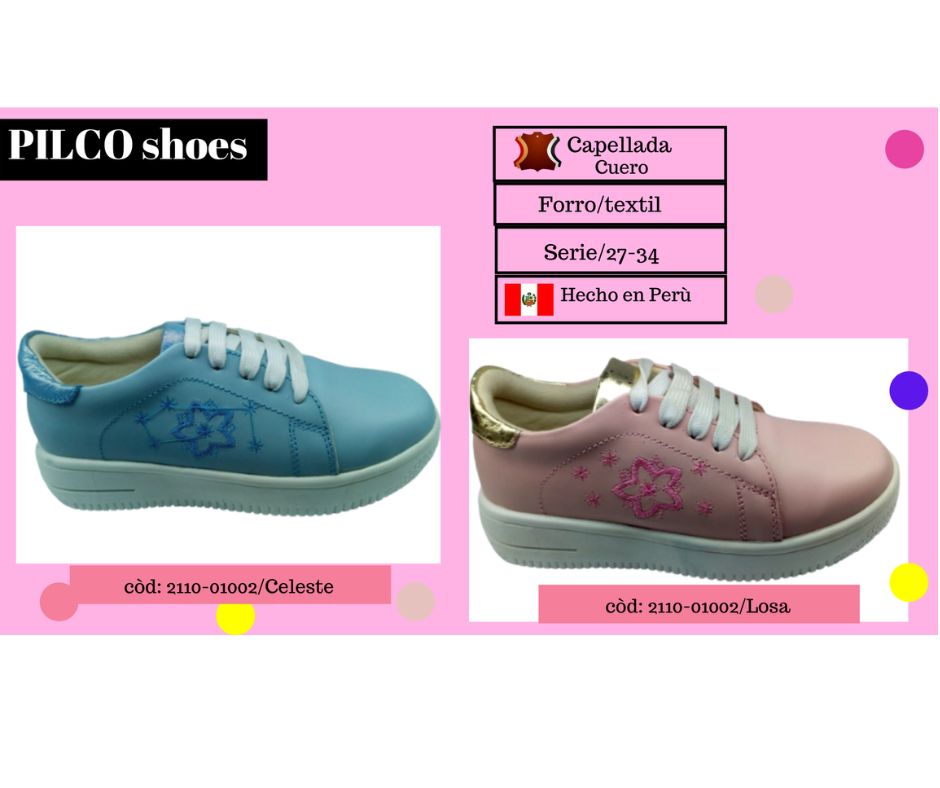 PILCO shoes
Capellada
Cuero
Forro/textil
Serie/27-34
Hecho en Perù
còd: 2110-01002/Celeste
còd: 2110-01002/Losa